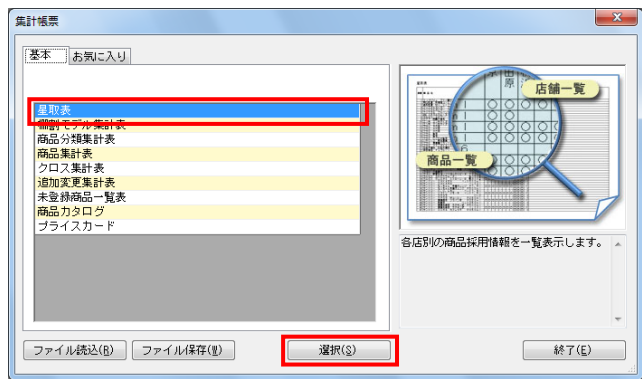 集計帳票
基本 お気に入り
星取表
棚割モデル集計表
商品分類集計表
商品集計表
クロス集計表
追加変更集計表
未登録商品一覧表
商品カタログ
プライスカード
店舗一覧
商品一覧
各店別の商品採用情報を一覧表示します。
ファイル読込(R) ファイル保存(W) 選択(S) 終了(E)